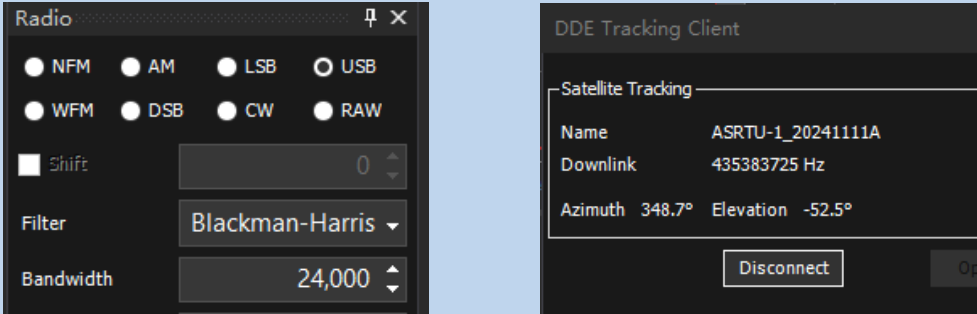 Radio
NFM AM LSB USB
WFM DSB CW RAW
Shift 0
Filter Blackman-Harris
Bandwidth 24,000
DDE Tracking Client
Satellite Tracking
Name ASRTU-1_20241111A
Downlink 435383725 Hz
Azimuth 348.7° Elevation -52.5°
Disconnect